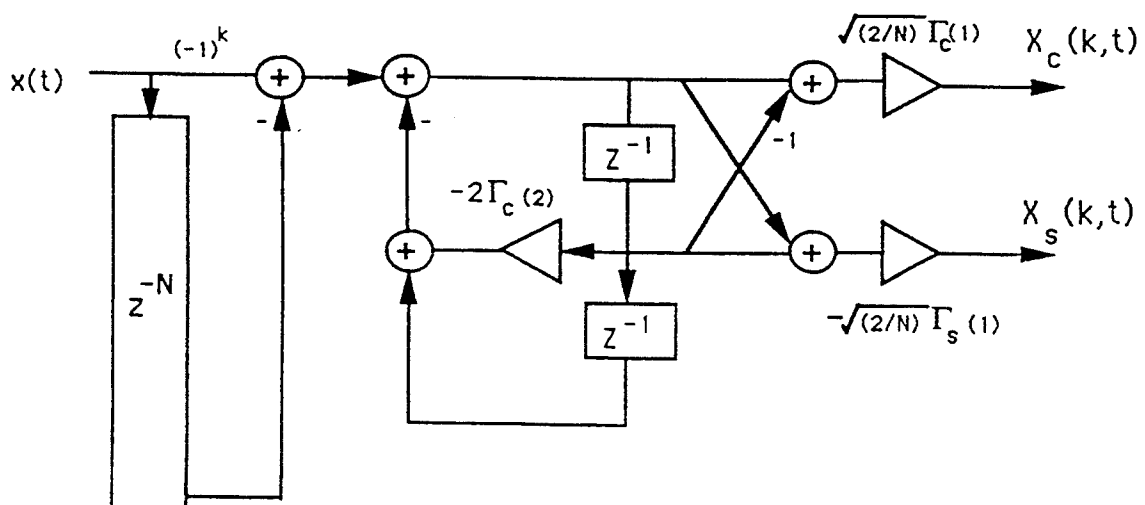 √(2/N) Γc(1)
Xc(k,t)
(-1)^k
x(t)
+
+
+
-
-
-1
z^-1
-2Γc(2)
Xs(k,t)
+
+
z^-N
z^-1
-√(2/N) Γs(1)